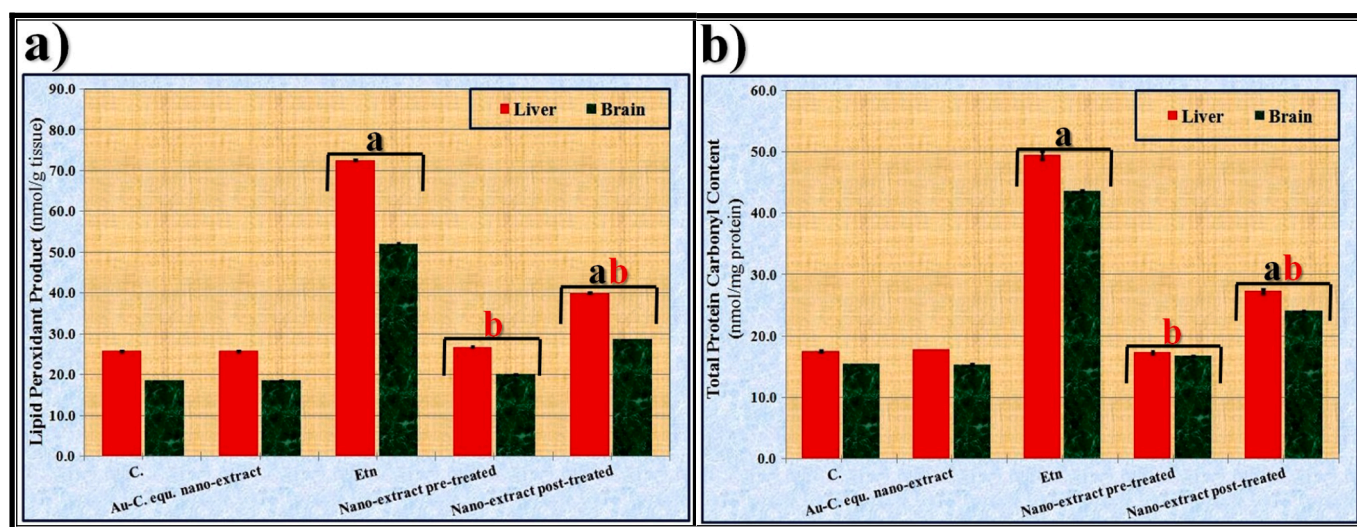 a)
Lipid Peroxidant Product (nmol/g tissue)
90.0
80.0
70.0
60.0
50.0
40.0
30.0
20.0
10.0
0.0
Liver Brain
a
b
ab
C.
Au-C. equ. nano-extract
Etn
Nano-extract pre-treated
Nano-extract post-treated
b)
Total Protein Carbonyl Content
(nmol/mg protein)
60.0
50.0
40.0
30.0
20.0
10.0
0.0
Liver Brain
a
b
ab
C.
Au-C. equ. nano-extract
Etn
Nano-extract pre-treated
Nano-extract post-treated